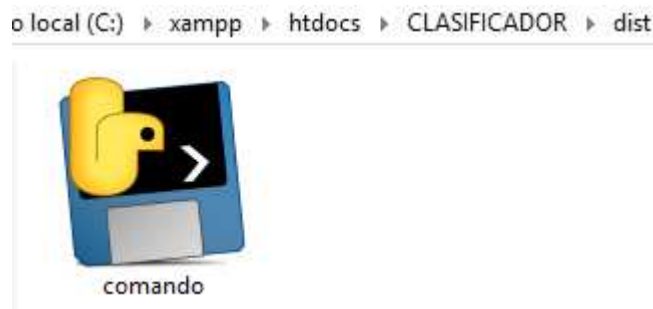 o local (C:) ▸ xampp ▸ htdocs ▸ CLASIFICADOR ▸ dist
comando